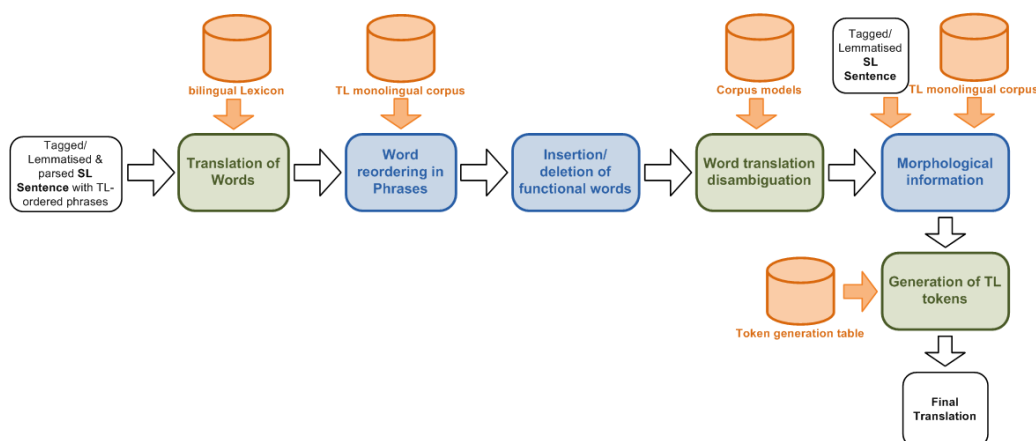 Tagged/
Lemmatised
SL
Sentence
bilingual Lexicon
TL monolingual corpus
Corpus models
TL monolingual corpus
Tagged/
Lemmatised &
parsed SL
Sentence with TL-
ordered phrases
Translation of
Words
Word
reordering in
Phrases
Insertion/
deletion of
functional words
Word translation
disambiguation
Morphological
information
Generation of TL
tokens
Token generation table
Final
Translation